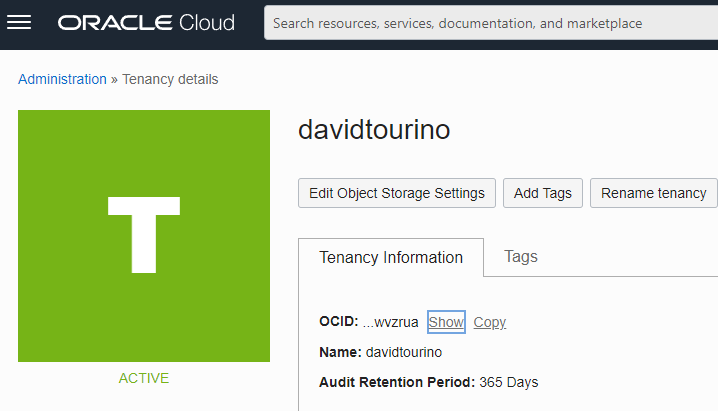 ORACLE Cloud
Search resources, services, documentation, and marketplace
Administration » Tenancy details
T
ACTIVE
davidtourino
Edit Object Storage Settings Add Tags Rename tenancy
Tenancy Information Tags
OCID: ...wvzrua Show Copy
Name: davidtourino
Audit Retention Period: 365 Days